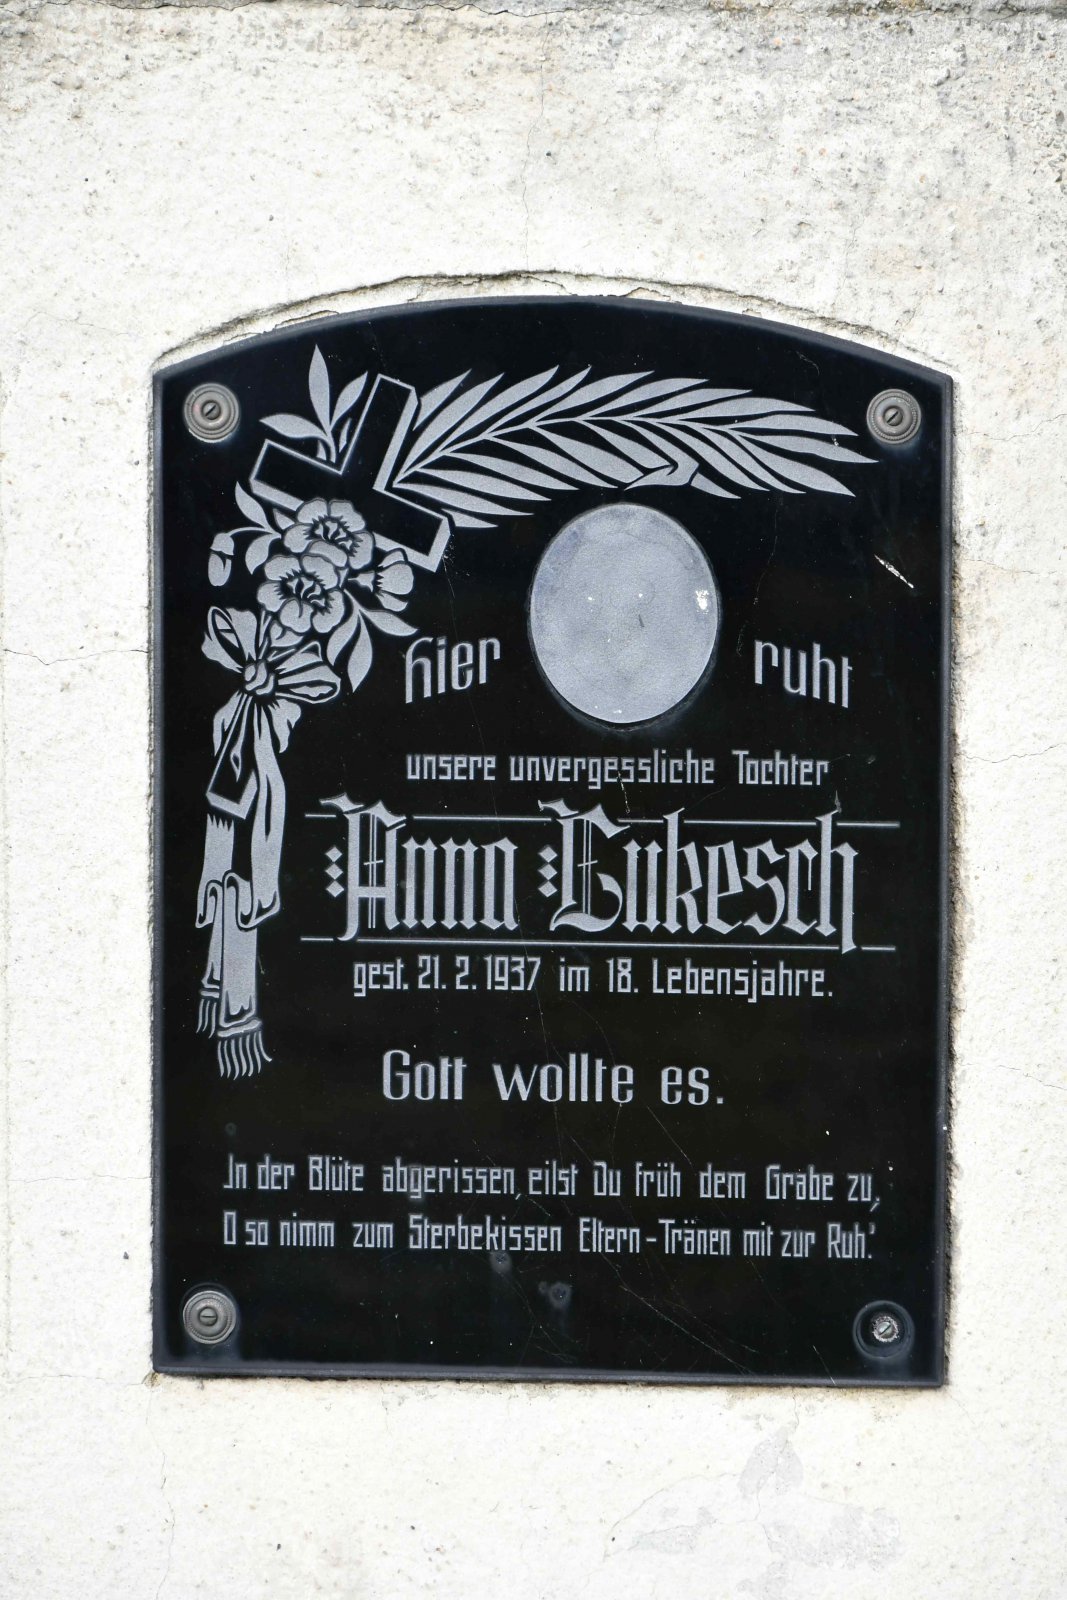 hier ruht
unsere unvergessliche Tochter
Anna Lukesch
gest. 21. 2. 1937 im 18. Lebensjahre.
Gott wollte es.
In der Blüte abgerissen, eilst Du früh dem Grabe zu,
O so nimm zum Sterbekissen Eltern-Tränen mit zur Ruh.'